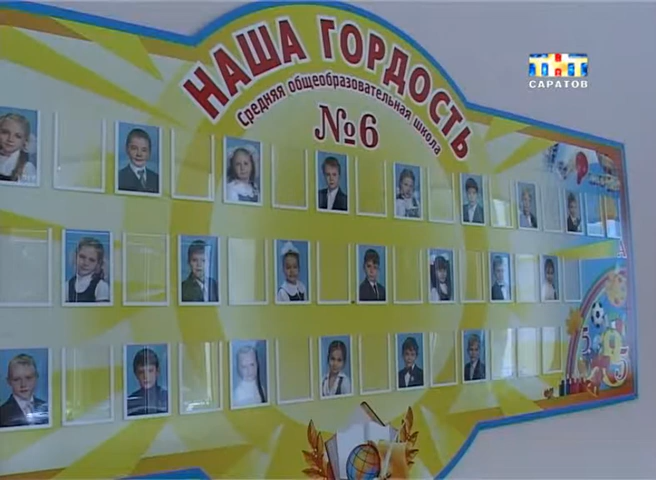 НАША ГОРДОСТЬ
Средняя общеобразовательная школа
№6
ТНТ
САРАТОВ